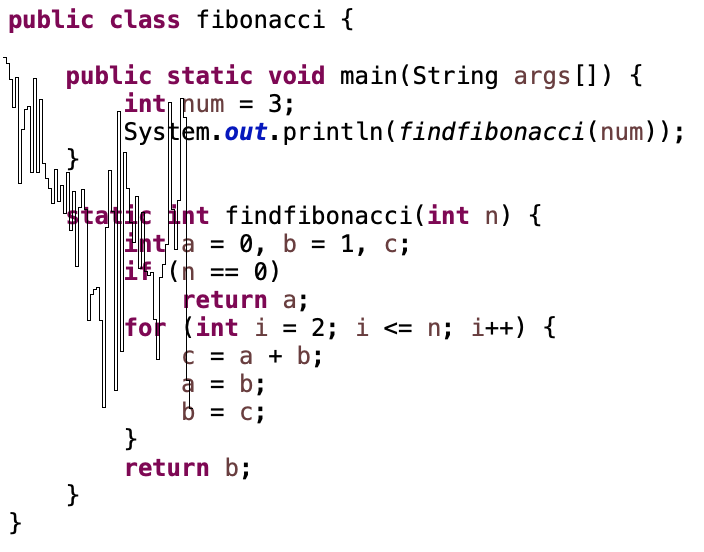 public class fibonacci {
public static void main(String args[]) {
int num = 3;
System.out.println(findfibonacci(num));
}
static int findfibonacci(int n) {
int a = 0, b = 1, c;
if (n == 0)
return a;
for (int i = 2; i <= n; i++) {
c = a + b;
a = b;
b = c;
}
return b;
}
}